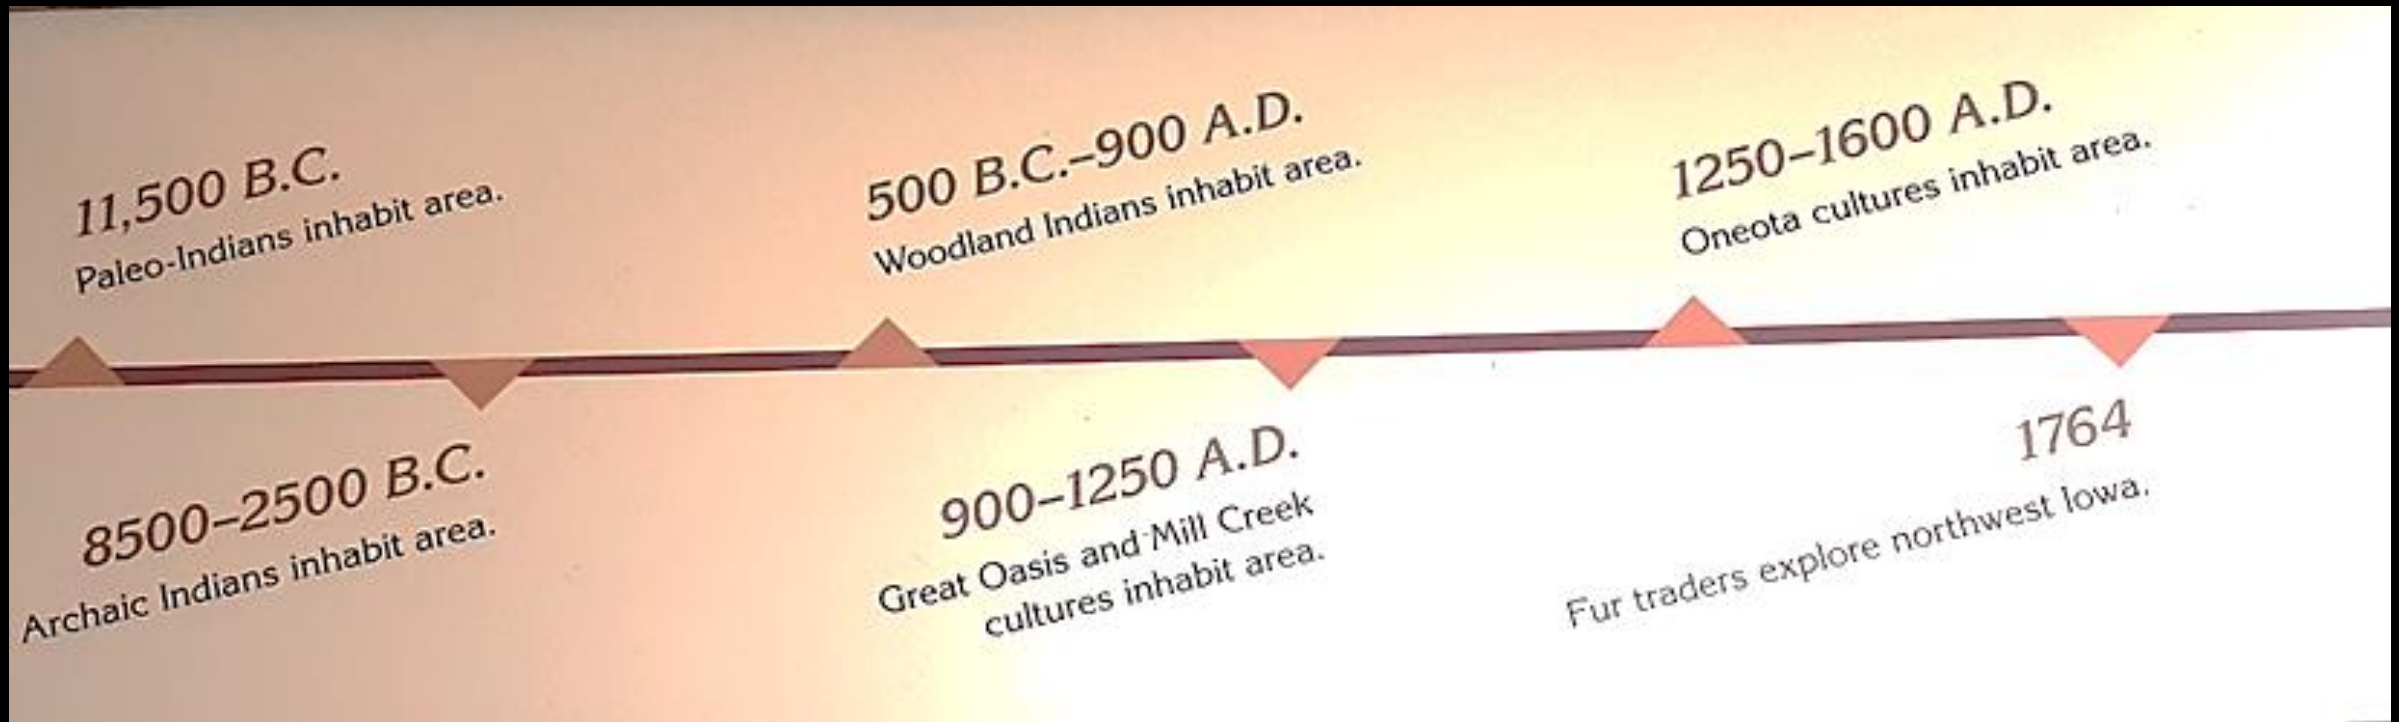 11,500 B.C.
Paleo-Indians inhabit area.
8500–2500 B.C.
Archaic Indians inhabit area.
500 B.C.–900 A.D.
Woodland Indians inhabit area.
900–1250 A.D.
Great Oasis and Mill Creek
cultures inhabit area.
1250–1600 A.D.
Oneota cultures inhabit area.
1764
Fur traders explore northwest Iowa.